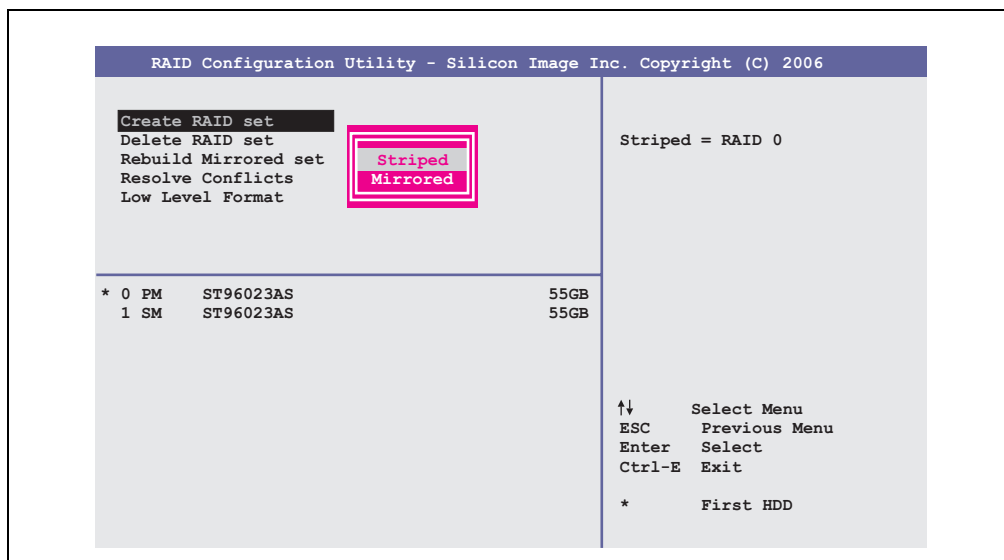 RAID Configuration Utility - Silicon Image Inc. Copyright (C) 2006
Create RAID set
Delete RAID set
Rebuild Mirrored set
Resolve Conflicts
Low Level Format
Striped
Mirrored
Striped = RAID 0
* 0 PM ST96023AS 55GB
1 SM ST96023AS 55GB
↑↓ Select Menu
ESC Previous Menu
Enter Select
Ctrl-E Exit
* First HDD